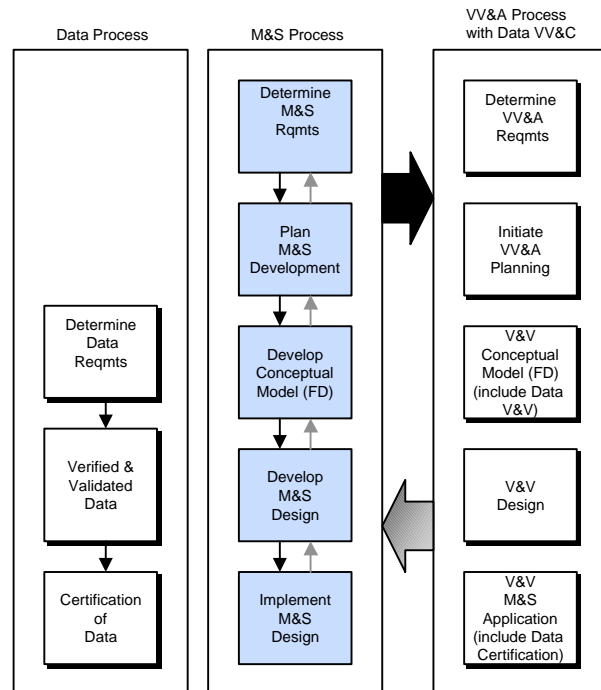 Data Process
M&S Process
VV&A Process
with Data VV&C
Determine
Data
Reqmts
Verified &
Validated
Data
Certification
of
Data
Determine
M&S
Rqmts
Plan
M&S
Development
Develop
Conceptual
Model (FD)
Develop
M&S
Design
Implement
M&S
Design
Determine
VV&A
Reqmts
Initiate
VV&A
Planning
V&V
Conceptual
Model (FD)
(include Data
V&V)
V&V
Design
V&V
M&S
Application
(include Data
Certification)